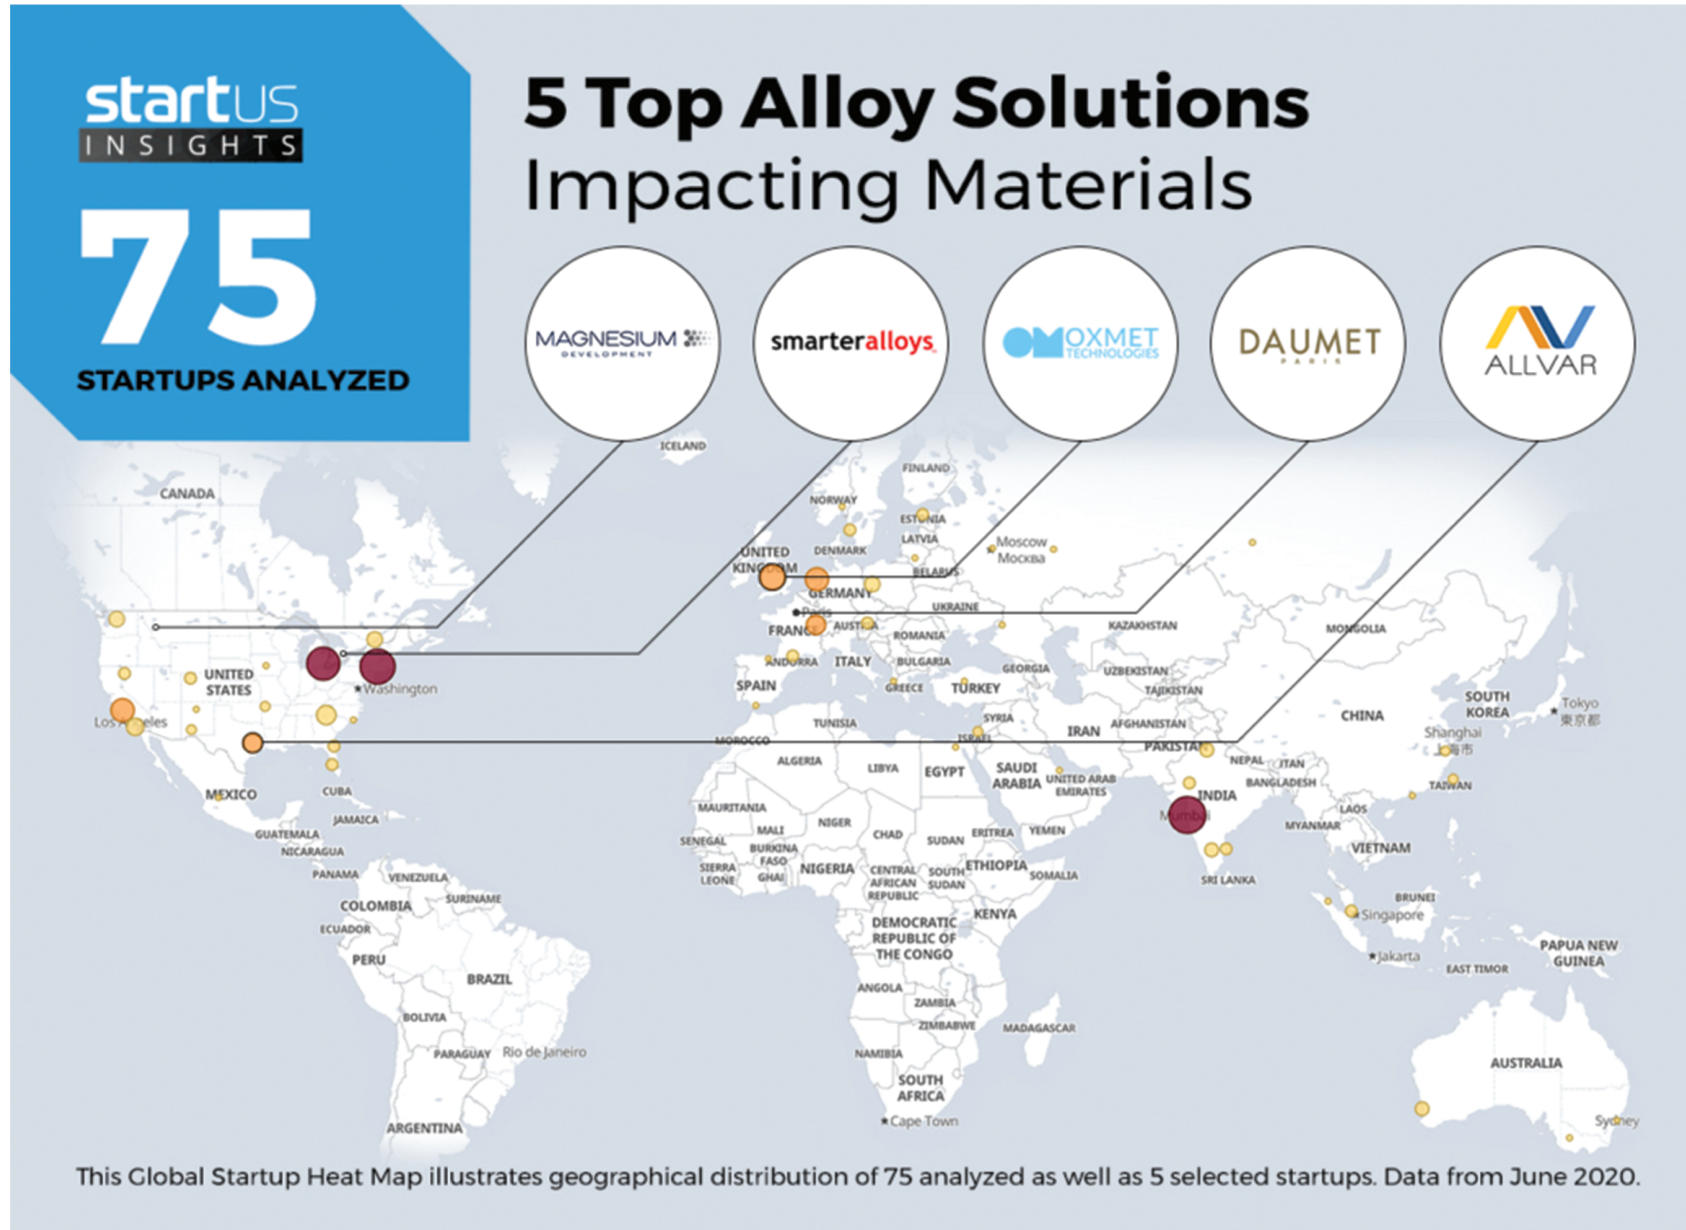 startus
INSIGHTS
75
STARTUPS ANALYZED
5 Top Alloy Solutions
Impacting Materials
MAGNESIUM
DEVELOPMENT
smarteralloys
OMOXMET
TECHNOLOGIES
DAUMET
PARIS
AV
ALLVAR
ICELAND
FINLAND
CANADA
NORWAY
ESTONIA
LATVIA
Moscow
Москва
UNITED
KINGDOM
DENMARK
BELARUS
GERMANY
Paris
UKRAINE
FRANCE
AUSTRIA
ROMANIA
KAZAKHSTAN
MONGOLIA
ANDORRA
ITALY
BULGARIA
GEORGIA
UZBEKISTAN
UNITED
STATES
Washington
SPAIN
GREECE
TURKEY
TAJIKISTAN
SOUTH
KOREA
Tokyo
東京都
Los Angeles
TUNISIA
SYRIA
IRAN
AFGHANISTAN
CHINA
Shanghai
上海市
MOROCCO
ISRAEL
PAKISTAN
ALGERIA
LIBYA
EGYPT
SAUDI
ARABIA
UNITED ARAB
EMIRATES
NEPAL
ITAN
BANGLADESH
TAIWAN
MEXICO
CUBA
INDIA
JAMAICA
MAURITANIA
Mumbai
LAOS
GUATEMALA
NICARAGUA
MALI
NIGER
CHAD
SUDAN
ERITREA
YEMEN
MYANMAR
SENEGAL
BURKINA
FASO
VIETNAM
PANAMA
VENEZUELA
SIERRA
LEONE
GHAI
NIGERIA
CENTRAL
AFRICAN
REPUBLIC
SOUTH
SUDAN
ETHIOPIA
SOMALIA
SRI LANKA
SURINAME
COLOMBIA
BRUNEI
KENYA
Singapore
ECUADOR
DEMOCRATIC
REPUBLIC OF
THE CONGO
PERU
Jakarta
PAPUA NEW
GUINEA
EAST TIMOR
BRAZIL
ANGOLA
ZAMBIA
BOLIVIA
ZIMBABWE
MADAGASCAR
PARAGUAY
Rio de Janeiro
NAMIBIA
AUSTRALIA
SOUTH
AFRICA
Cape Town
Sydney
ARGENTINA
This Global Startup Heat Map illustrates geographical distribution of 75 analyzed as well as 5 selected startups. Data from June 2020.